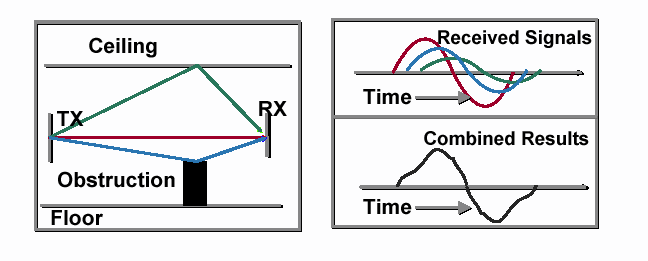 Ceiling
TX
RX
Obstruction
Floor
Received Signals
Time
Combined Results
Time